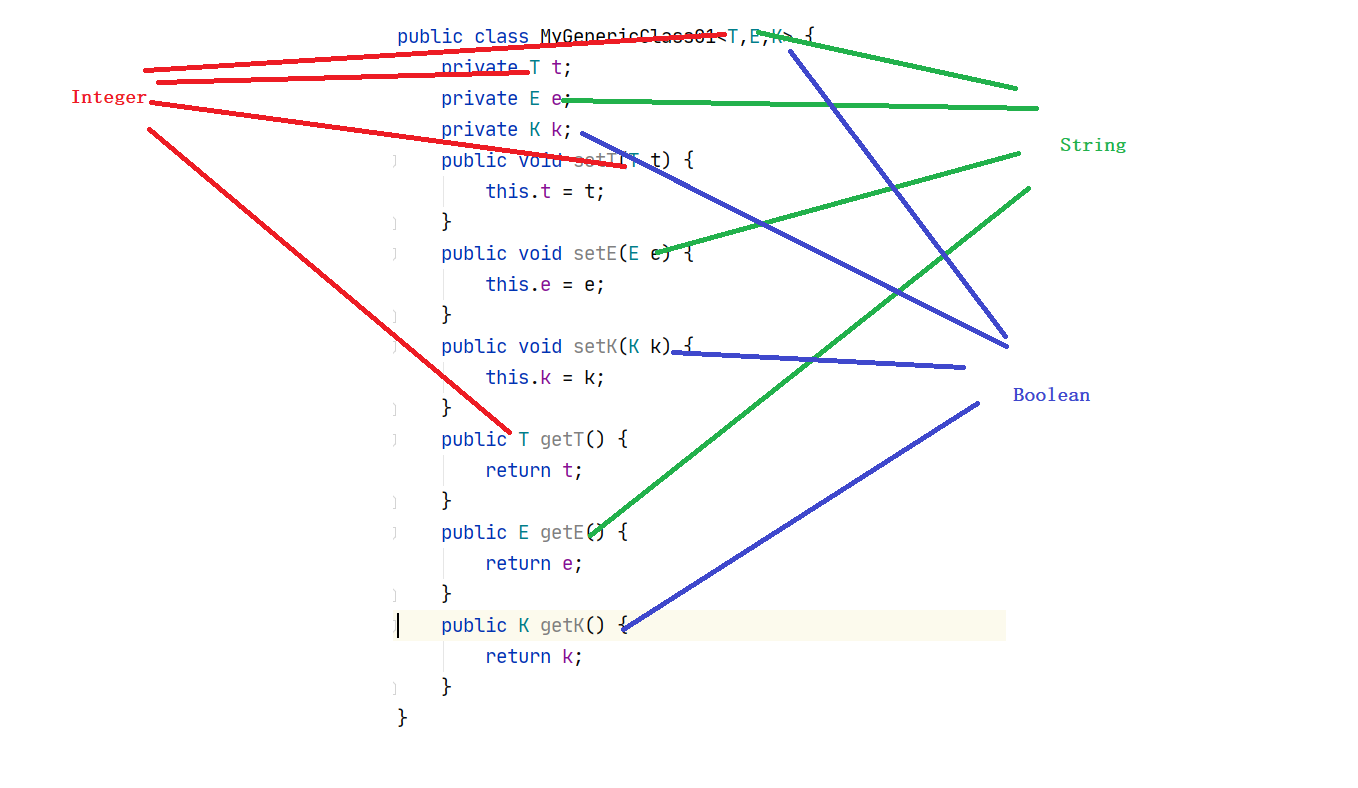 public class MyGenericClass01<T,E,K> {
private T t;
Integer
private E e;
private K k;
String
public void setT(T t) {
this.t = t;
}
public void setE(E e) {
this.e = e;
}
public void setK(K k) {
this.k = k;
Boolean
}
public T getT() {
return t;
}
public E getE() {
return e;
}
public K getK() {
return k;
}
}